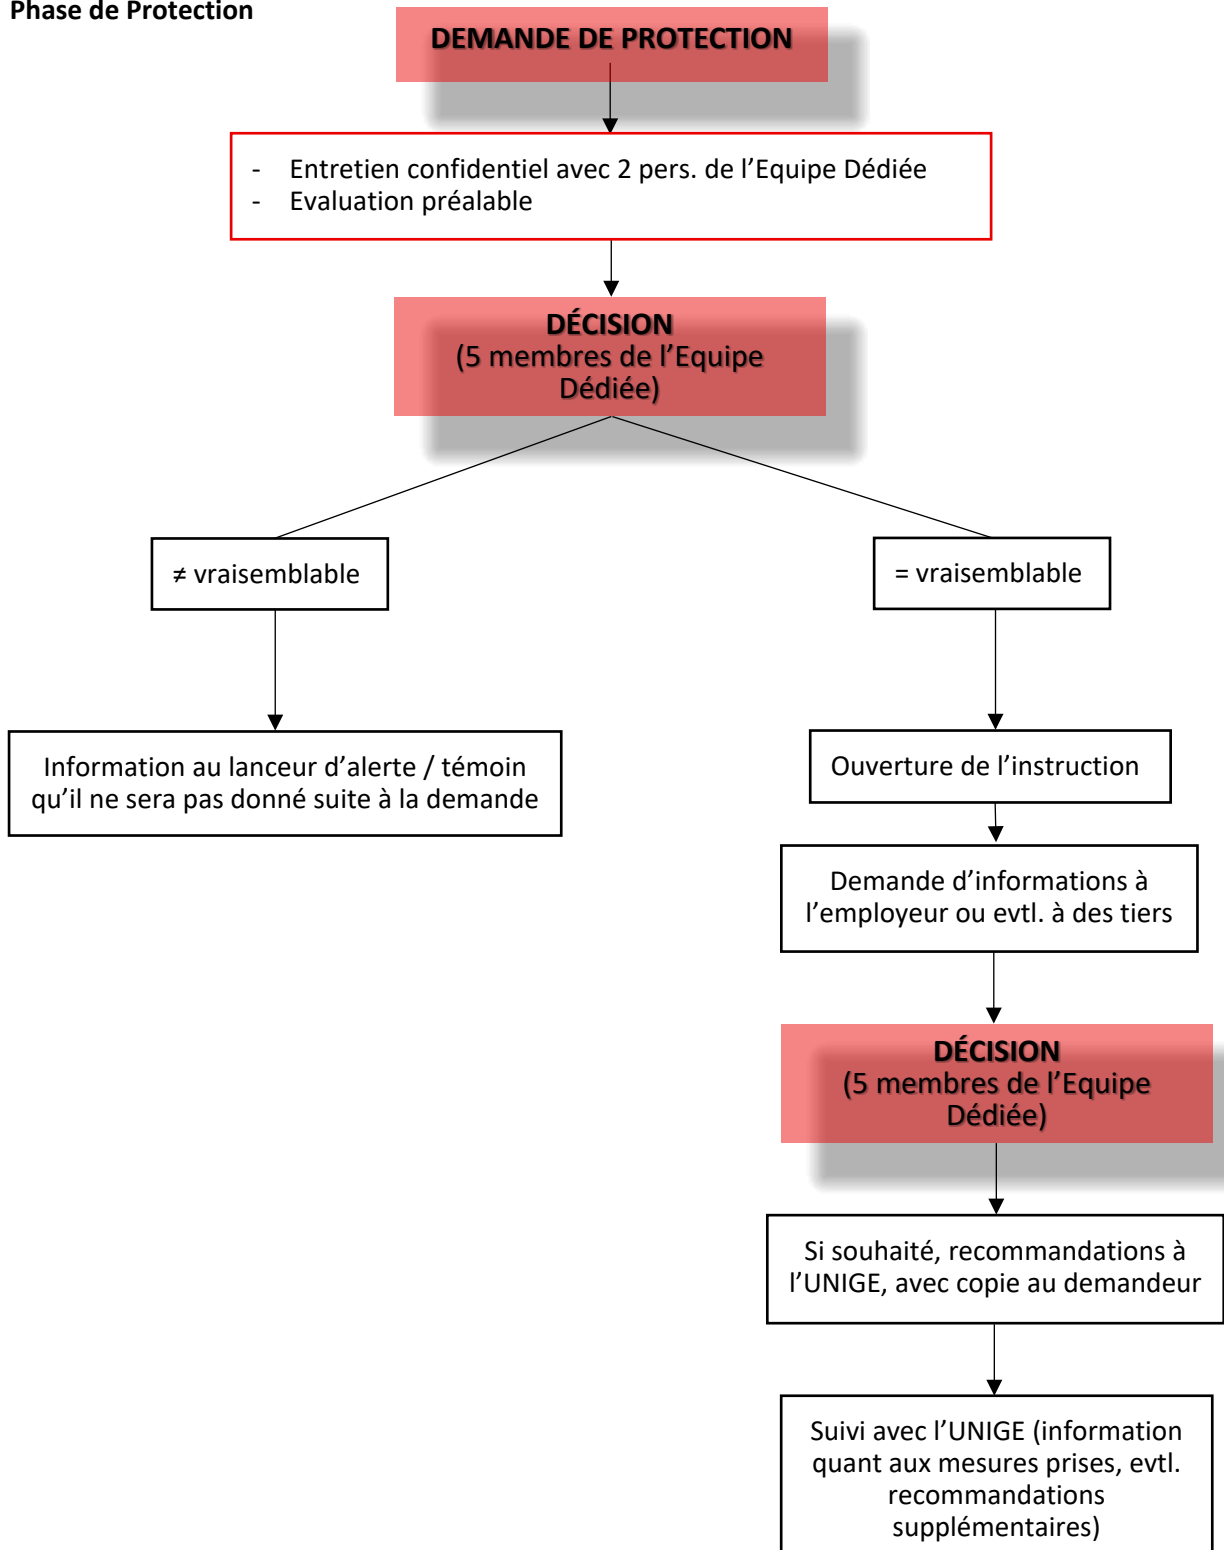 Phase de Protection
DEMANDE DE PROTECTION
- Entretien confidentiel avec 2 pers. de l’Equipe Dédiée
- Evaluation préalable
DÉCISION
(5 membres de l’Equipe
Dédiée)
≠ vraisemblable
= vraisemblable
Information au lanceur d’alerte / témoin
qu’il ne sera pas donné suite à la demande
Ouverture de l’instruction
Demande d’informations à
l’employeur ou evtl. à des tiers
DÉCISION
(5 membres de l’Equipe
Dédiée)
Si souhaité, recommandations à
l’UNIGE, avec copie au demandeur
Suivi avec l’UNIGE (information
quant aux mesures prises, evtl.
recommandations
supplémentaires)